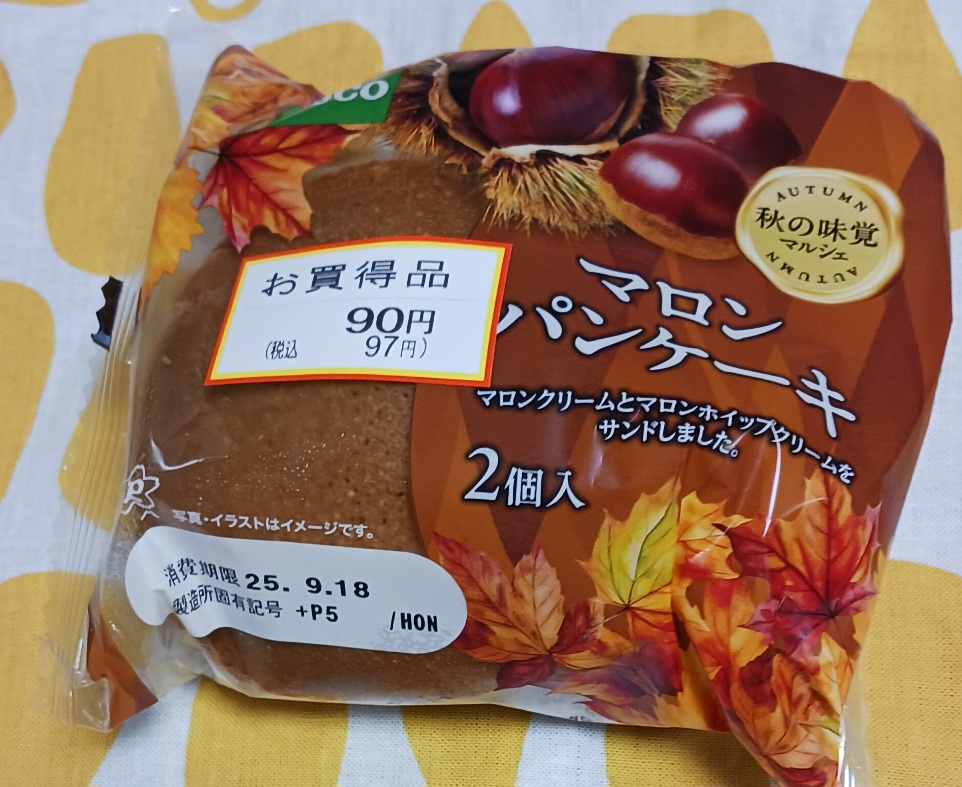 AUTUMN
秋の味覚
マルシェ
AUTUMN
お買得品
90円
(税込 97円)
マロン
パンケーキ
マロンクリームとマロンホイップクリームを
サンドしました。
2個入
写真・イラストはイメージです。
消費期限 25. 9.18
製造所固有記号 +P5 /HON